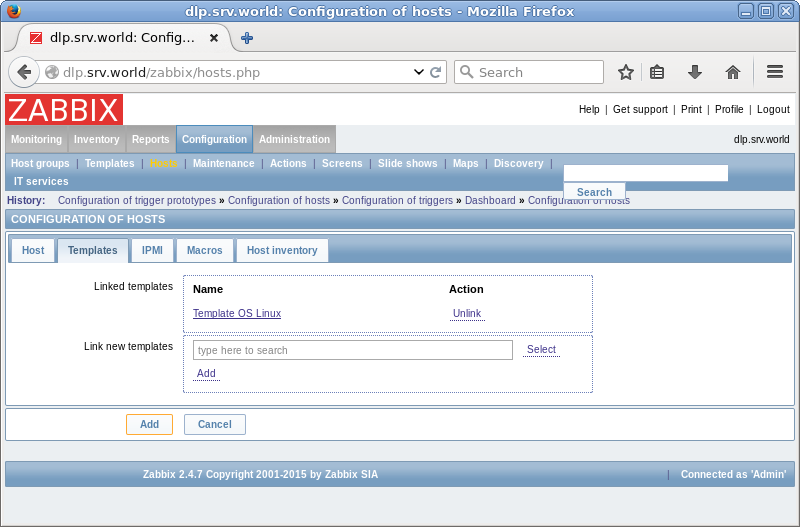 dlp.srv.world: Configuration of hosts - Mozilla Firefox
dlp.srv.world: Config...
dlp.srv.world/zabbix/hosts.php
Search
ZABBIX
Help | Get support | Print | Profile | Logout
Monitoring Inventory Reports Configuration Administration
dlp.srv.world
Host groups | Templates | Hosts | Maintenance | Actions | Screens | Slide shows | Maps | Discovery |
IT services
Search
History: Configuration of trigger prototypes » Configuration of hosts » Configuration of triggers » Dashboard » Configuration of hosts
CONFIGURATION OF HOSTS
Host Templates IPMI Macros Host inventory
Linked templates
Name Action
Template OS Linux Unlink
Link new templates
type here to search Select
Add
Add Cancel
Zabbix 2.4.7 Copyright 2001-2015 by Zabbix SIA | Connected as 'Admin'